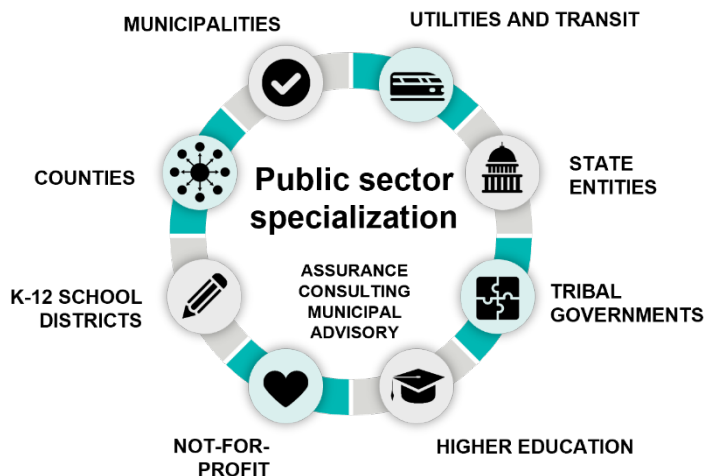 MUNICIPALITIES
UTILITIES AND TRANSIT
COUNTIES
Public sector
specialization
STATE
ENTITIES
K-12 SCHOOL
DISTRICTS
ASSURANCE
CONSULTING
MUNICIPAL
ADVISORY
TRIBAL
GOVERNMENTS
NOT-FOR-
PROFIT
HIGHER EDUCATION